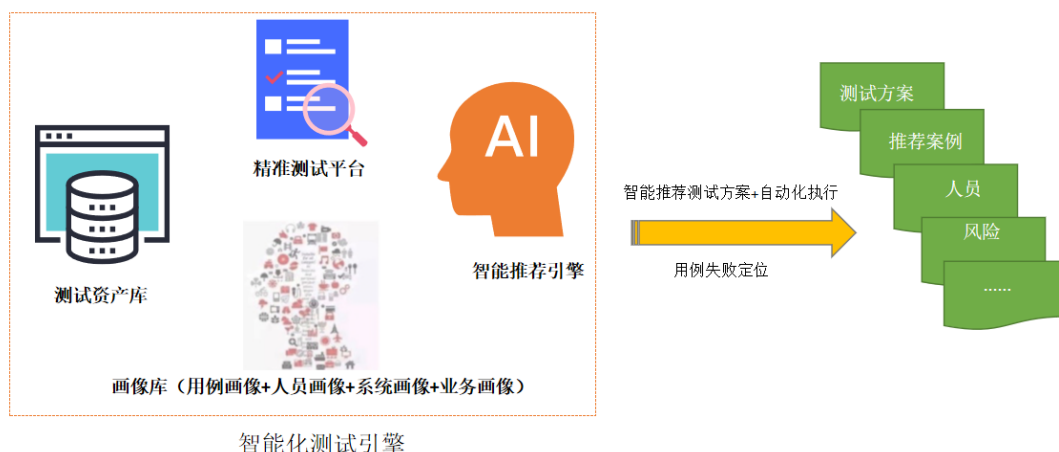 精准测试平台
AI
测试资产库
智能推荐引擎
画像库（用例画像+人员画像+系统画像+业务画像）
智能化测试引擎
智能推荐测试方案+自动化执行
用例失败定位
测试方案
推荐案例
人员
风险
......